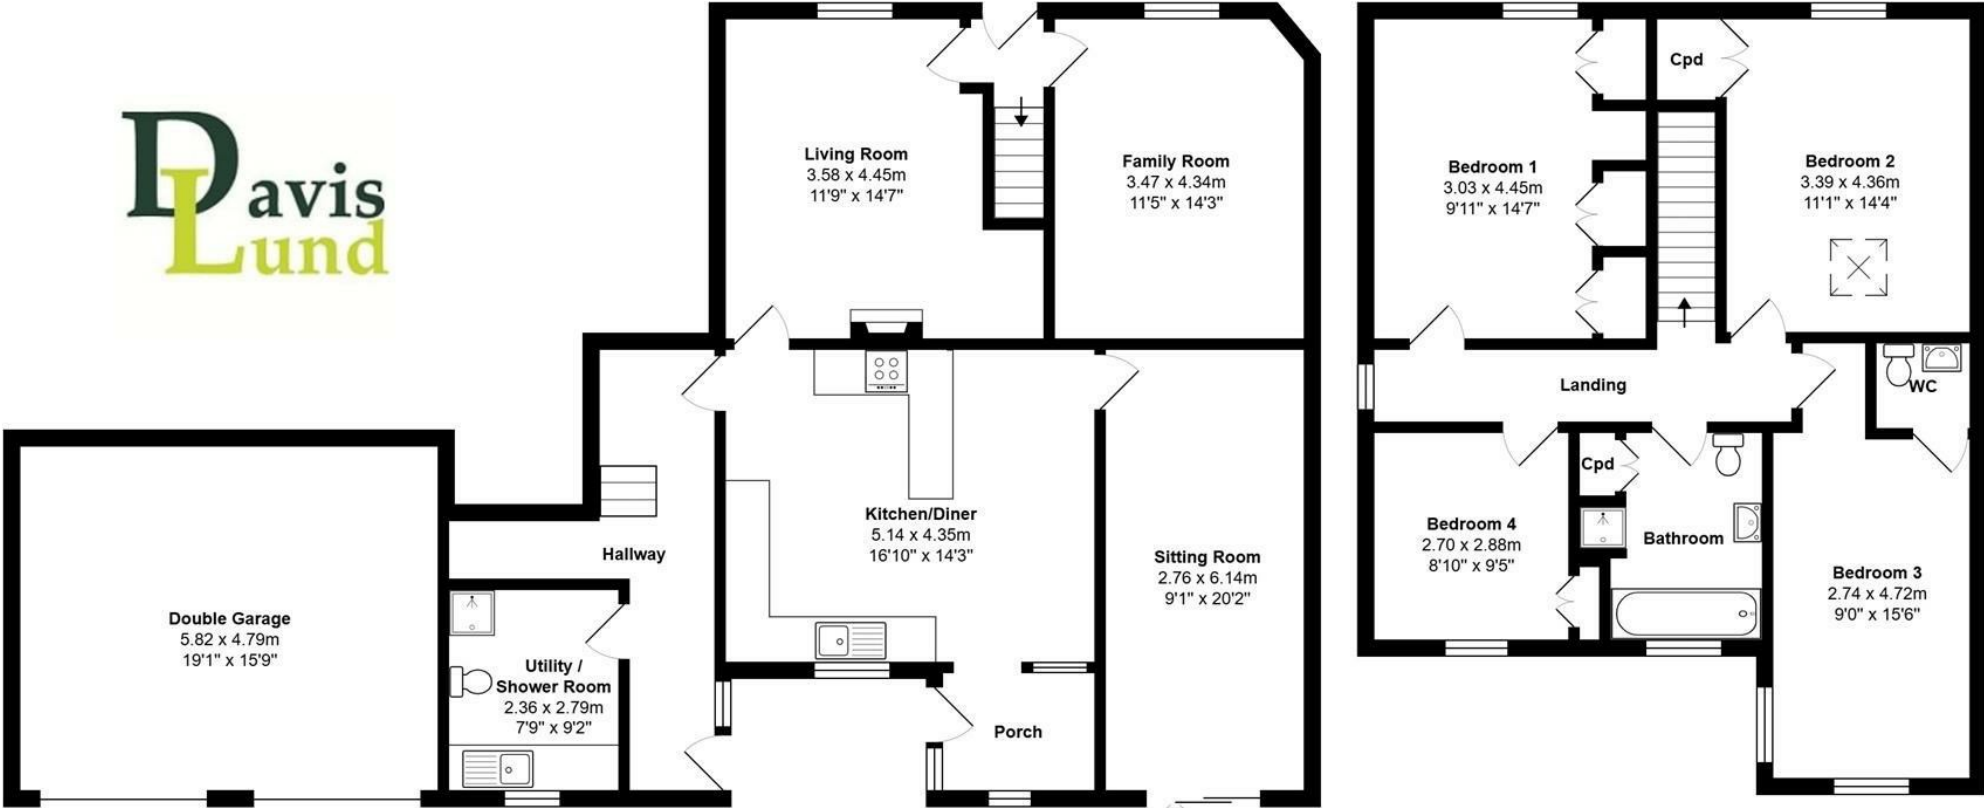 Davis
Lund
Living Room
3.58 x 4.45m
11'9" x 14'7"
Family Room
3.47 x 4.34m
11'5" x 14'3"
Kitchen/Diner
5.14 x 4.35m
16'10" x 14'3"
Sitting Room
2.76 x 6.14m
9'1" x 20'2"
Hallway
Double Garage
5.82 x 4.79m
19'1" x 15'9"
Utility /
Shower Room
2.36 x 2.79m
7'9" x 9'2"
Porch
Bedroom 1
3.03 x 4.45m
9'11" x 14'7"
Cpd
Bedroom 2
3.39 x 4.36m
11'1" x 14'4"
Landing
WC
Cpd
Bedroom 4
2.70 x 2.88m
8'10" x 9'5"
Bathroom
Bedroom 3
2.74 x 4.72m
9'0" x 15'6"